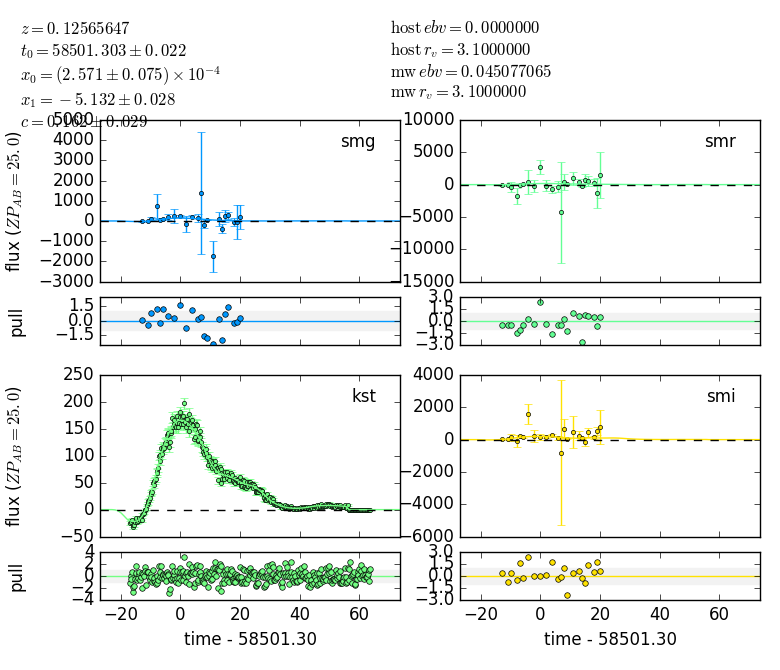 z = 0.12565647
t₀ = 58501.303 ± 0.022
x₀ = (2.571 ± 0.075) × 10⁻⁴
x₁ = −5.132 ± 0.028
c = 0.162 ± 0.029
host ebv = 0.0000000
host r_v = 3.1000000
mw ebv = 0.045077065
mw r_v = 3.1000000
flux (ZP_AB = 25.0)
5000
4000
3000
2000
1000
0
−1000
−2000
−3000
smg
10000
5000
0
−5000
−10000
−15000
smr
pull
1.5
0.0
−1.5
3.0
1.5
0.0
−1.5
−3.0
flux (ZP_AB = 25.0)
250
200
150
100
50
0
−50
kst
4000
2000
0
−2000
−4000
−6000
smi
pull
4
2
0
−2
−4
3.0
1.5
0.0
−1.5
−3.0
−20 0 20 40 60
−20 0 20 40 60
time - 58501.30
time - 58501.30